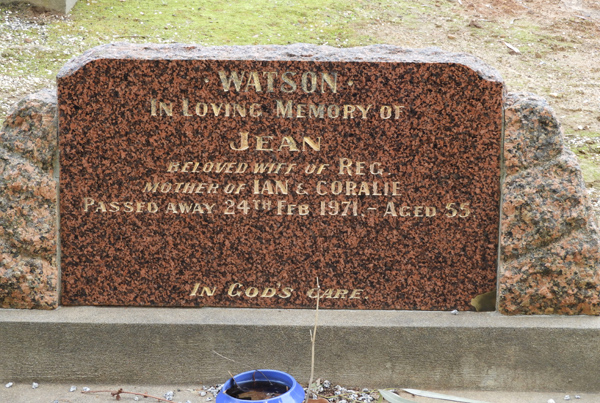 · WATSON ·
IN LOVING MEMORY OF
JEAN
BELOVED WIFE OF REG
MOTHER OF IAN & CORALIE
PASSED AWAY 24TH FEB 1971 - AGED 55
IN GOD'S CARE